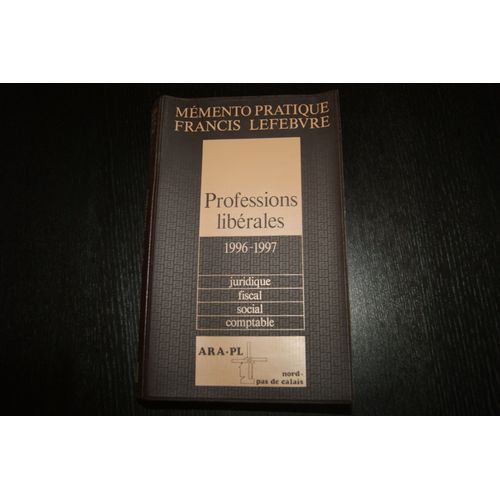 MÉMENTO PRATIQUE
FRANCIS LEFEBVRE
Professions
libérales
1996-1997
juridique
fiscal
social
comptable
ARA-PL
nord-
pas de calais